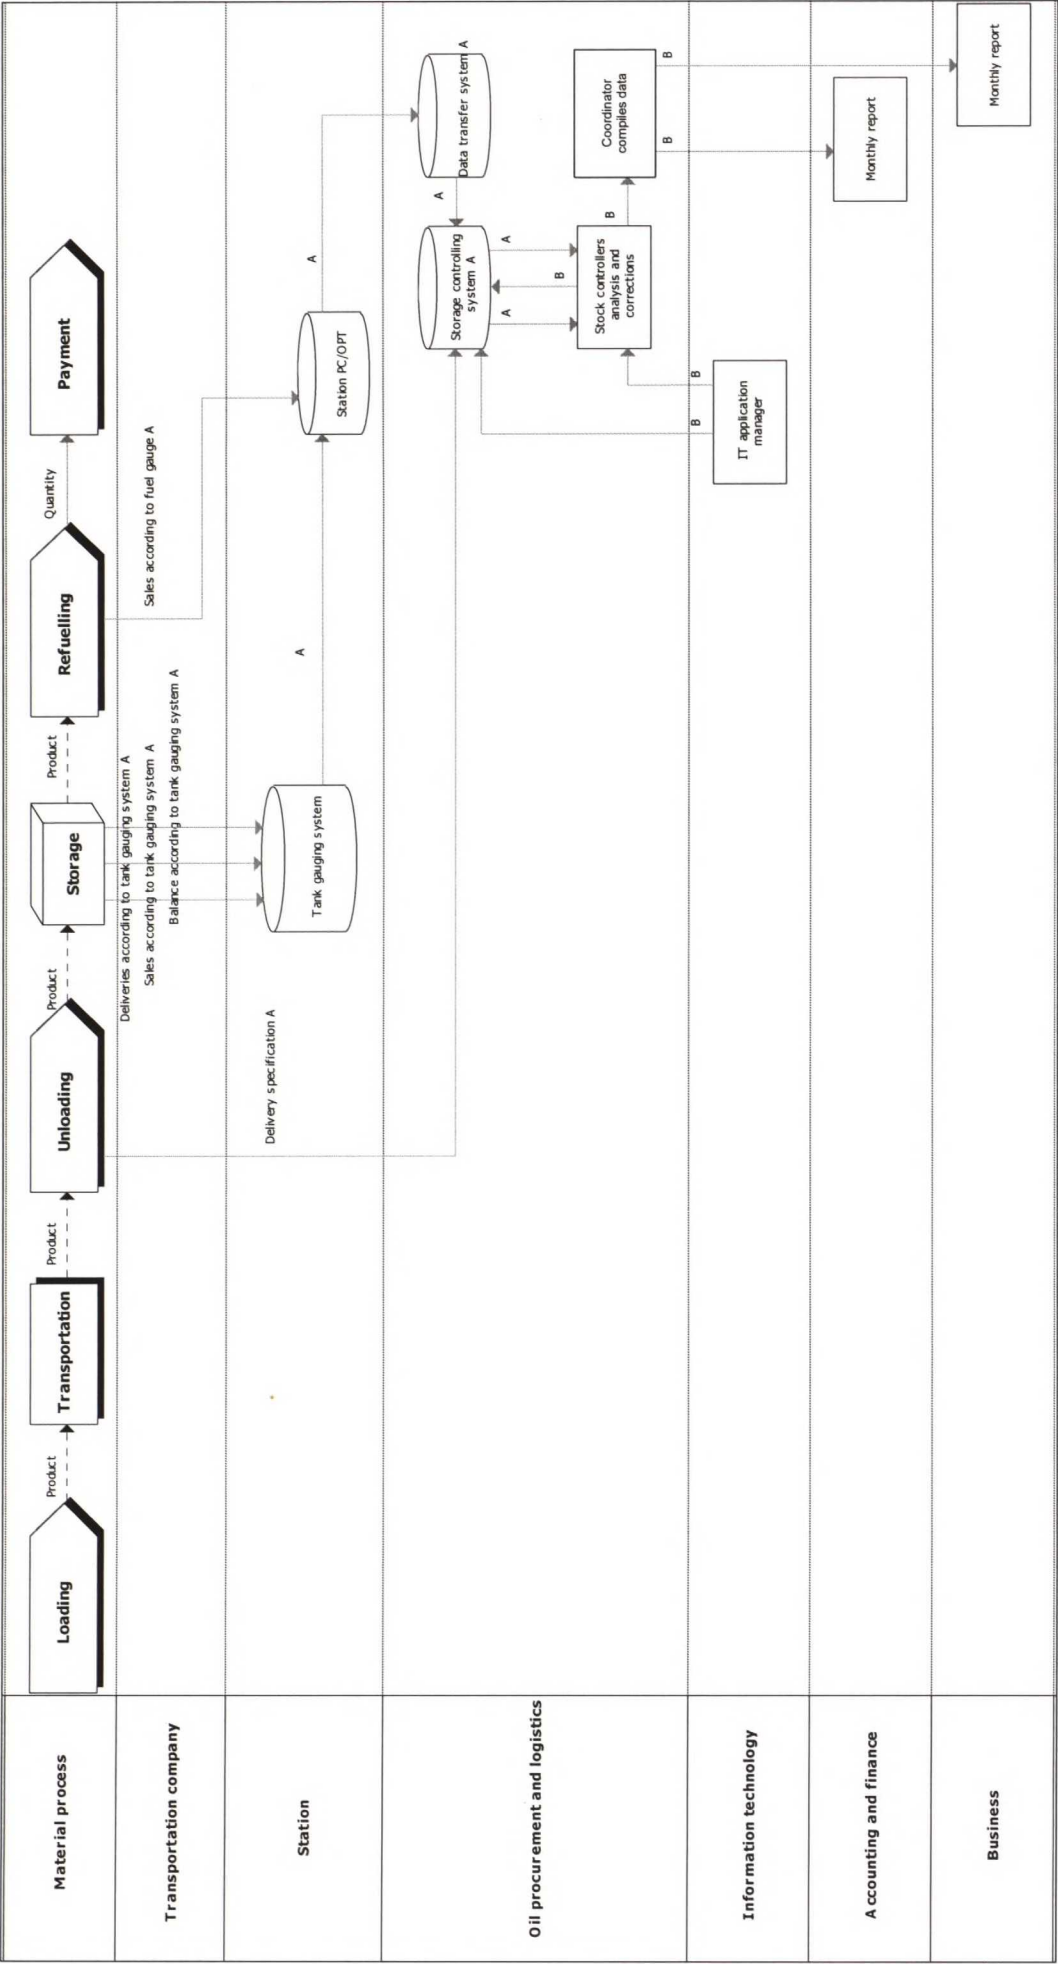 Material process
Loading
Product
Transportation
Product
Unloading
Product
Storage
Product
Refuelling
Quantity
Payment
Transportation company
Deliveries according to tank gauging system A
Sales according to tank gauging system A
Balance according to tank gauging system A
Sales according to fuel gauge A
Station
Delivery specification A
Tank gauging system
A
Station PC/OPT
A
Oil procurement and logistics
Storage controlling
system A
A
Data transfer system A
A
B
A
Stock controllers
analysis and
corrections
B
Coordinator
compiles data
B
B
Information technology
B
B
IT application
manager
Accounting and finance
Monthly report
Business
Monthly report